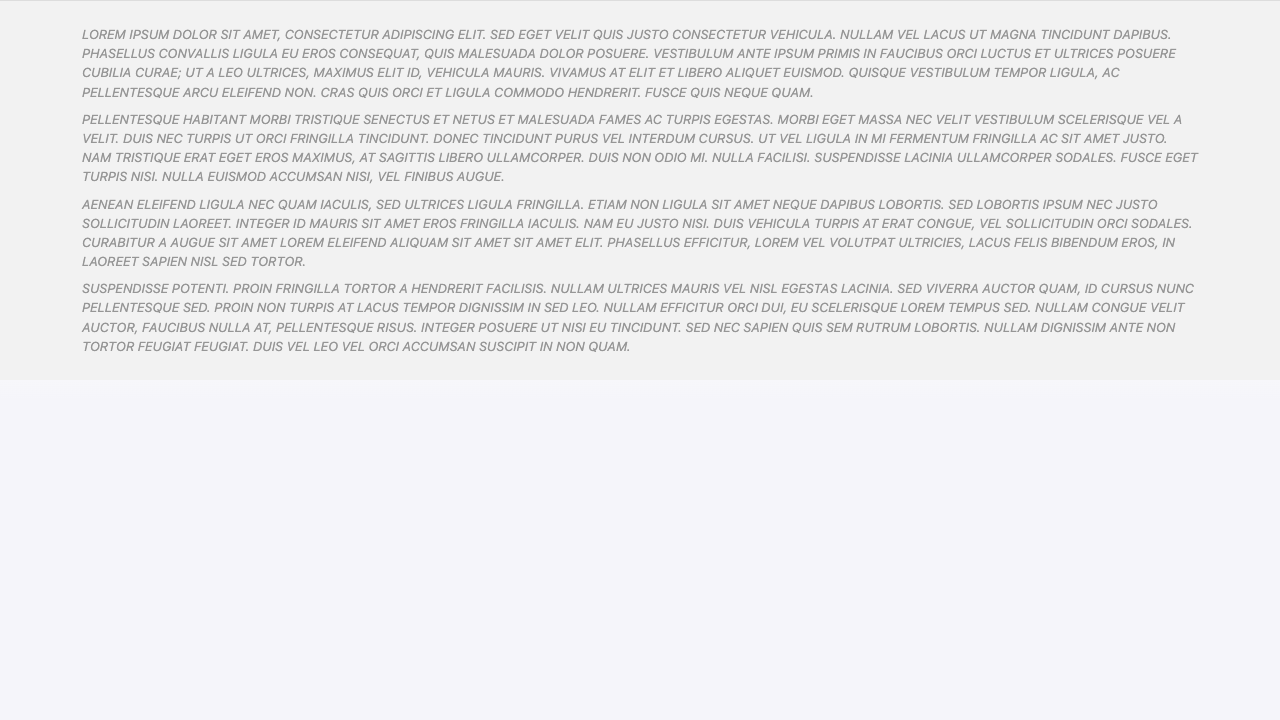 LOREM IPSUM DOLOR SIT AMET, CONSECTETUR ADIPISCING ELIT. SED EGET VELIT QUIS JUSTO CONSECTETUR VEHICULA. NULLAM VEL LACUS UT MAGNA TINCIDUNT DAPIBUS.
PHASELLUS CONVALLIS LIGULA EU EROS CONSEQUAT, QUIS MALESUADA DOLOR POSUERE. VESTIBULUM ANTE IPSUM PRIMIS IN FAUCIBUS ORCI LUCTUS ET ULTRICES POSUERE
CUBILIA CURAE; UT A LEO ULTRICES, MAXIMUS ELIT ID, VEHICULA MAURIS. VIVAMUS AT ELIT ET LIBERO ALIQUET EUISMOD. QUISQUE VESTIBULUM TEMPOR LIGULA, AC
PELLENTESQUE ARCU ELEIFEND NON. CRAS QUIS ORCI ET LIGULA COMMODO HENDRERIT. FUSCE QUIS NEQUE QUAM.
PELLENTESQUE HABITANT MORBI TRISTIQUE SENECTUS ET NETUS ET MALESUADA FAMES AC TURPIS EGESTAS. MORBI EGET MASSA NEC VELIT VESTIBULUM SCELERISQUE VEL A
VELIT. DUIS NEC TURPIS UT ORCI FRINGILLA TINCIDUNT. DONEC TINCIDUNT PURUS VEL INTERDUM CURSUS. UT VEL LIGULA IN MI FERMENTUM FRINGILLA AC SIT AMET JUSTO.
NAM TRISTIQUE ERAT EGET EROS MAXIMUS, AT SAGITTIS LIBERO ULLAMCORPER. DUIS NON ODIO MI. NULLA FACILISI. SUSPENDISSE LACINIA ULLAMCORPER SODALES. FUSCE EGET
TURPIS NISI. NULLA EUISMOD ACCUMSAN NISI, VEL FINIBUS AUGUE.
AENEAN ELEIFEND LIGULA NEC QUAM IACULIS, SED ULTRICES LIGULA FRINGILLA. ETIAM NON LIGULA SIT AMET NEQUE DAPIBUS LOBORTIS. SED LOBORTIS IPSUM NEC JUSTO
SOLLICITUDIN LAOREET. INTEGER ID MAURIS SIT AMET EROS FRINGILLA IACULIS. NAM EU JUSTO NISI. DUIS VEHICULA TURPIS AT ERAT CONGUE, VEL SOLLICITUDIN ORCI SODALES.
CURABITUR A AUGUE SIT AMET LOREM ELEIFEND ALIQUAM SIT AMET SIT AMET ELIT. PHASELLUS EFFICITUR, LOREM VEL VOLUTPAT ULTRICIES, LACUS FELIS BIBENDUM EROS, IN
LAOREET SAPIEN NISL SED TORTOR.
SUSPENDISSE POTENTI. PROIN FRINGILLA TORTOR A HENDRERIT FACILISIS. NULLAM ULTRICES MAURIS VEL NISL EGESTAS LACINIA. SED VIVERRA AUCTOR QUAM, ID CURSUS NUNC
PELLENTESQUE SED. PROIN NON TURPIS AT LACUS TEMPOR DIGNISSIM IN SED LEO. NULLAM EFFICITUR ORCI DUI, EU SCELERISQUE LOREM TEMPUS SED. NULLAM CONGUE VELIT
AUCTOR, FAUCIBUS NULLA AT, PELLENTESQUE RISUS. INTEGER POSUERE UT NISI EU TINCIDUNT. SED NEC SAPIEN QUIS SEM RUTRUM LOBORTIS. NULLAM DIGNISSIM ANTE NON
TORTOR FEUGIAT FEUGIAT. DUIS VEL LEO VEL ORCI ACCUMSAN SUSCIPIT IN NON QUAM.